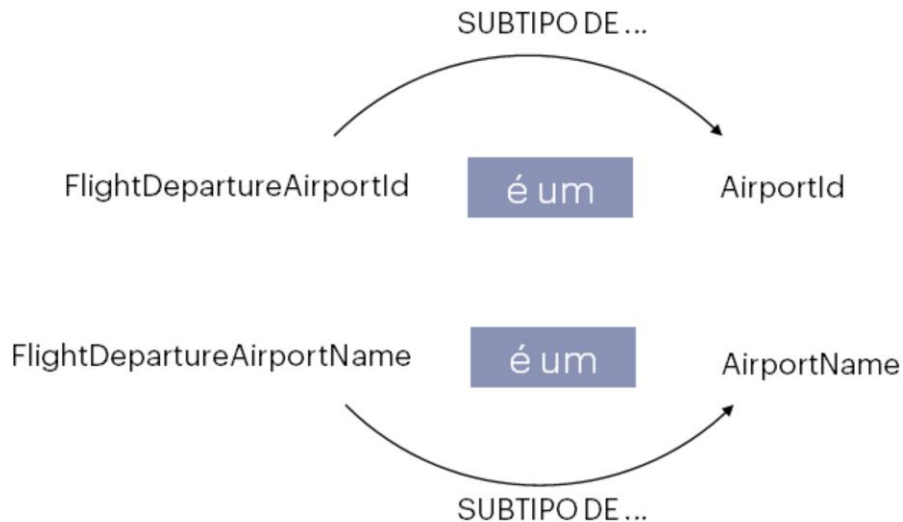 SUBTIPO DE ...
FlightDepartureAirportId é um AirportId
FlightDepartureAirportName é um AirportName
SUBTIPO DE ...